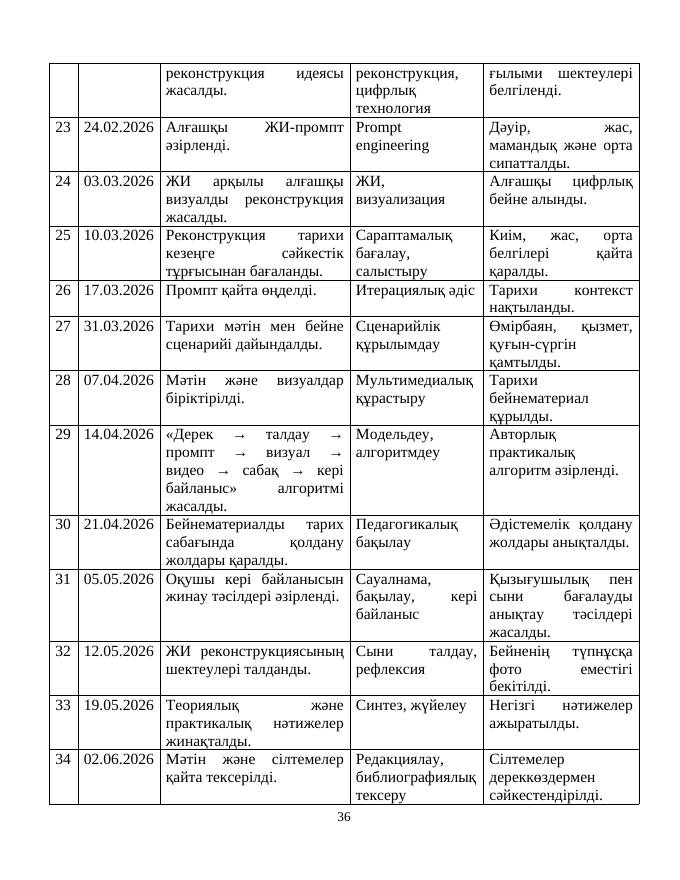 реконструкция идеясы жасалды. реконструкция, цифрлық технология ғылыми шектеулері белгіленді.
23 24.02.2026 Алғашқы ЖИ-промпт әзірленді. Prompt engineering Дәуір, жас, мамандық және орта сипатталды.
24 03.03.2026 ЖИ арқылы алғашқы визуалды реконструкция жасалды. ЖИ, визуализация Алғашқы цифрлық бейне алынды.
25 10.03.2026 Реконструкция тарихи кезеңге сәйкестік тұрғысынан бағаланды. Сараптамалық бағалау, салыстыру Киім, жас, орта белгілері қайта қаралды.
26 17.03.2026 Промпт қайта өңделді. Итерациялық әдіс Тарихи контекст нақтыланды.
27 31.03.2026 Тарихи мәтін мен бейне сценарийі дайындалды. Сценарийлік құрылымдау Өмірбаян, қызмет, қуғын-сүргін қамтылды.
28 07.04.2026 Мәтін және визуалдар біріктірілді. Мультимедиалық құрастыру Тарихи бейнематериал құрылды.
29 14.04.2026 «Дерек → талдау → промпт → визуал → видео → сабақ → кері байланыс» алгоритмі жасалды. Модельдеу, алгоритмдеу Авторлық практикалық алгоритм әзірленді.
30 21.04.2026 Бейнематериалды тарих сабағында қолдану жолдары қаралды. Педагогикалық бақылау Әдістемелік қолдану жолдары анықталды.
31 05.05.2026 Оқушы кері байланысын жинау тәсілдері әзірленді. Сауалнама, бақылау, кері байланыс Қызығушылық пен сыни бағалауды анықтау тәсілдері жасалды.
32 12.05.2026 ЖИ реконструкциясының шектеулері талданды. Сыни талдау, рефлексия Бейненің түпнұсқа фото еместігі бекітілді.
33 19.05.2026 Теориялық және практикалық нәтижелер жинақталды. Синтез, жүйелеу Негізгі нәтижелер ажыратылды.
34 02.06.2026 Мәтін және сілтемелер қайта тексерілді. Редакциялау, библиографиялық тексеру Сілтемелер дереккөздермен сәйкестендірілді.
36